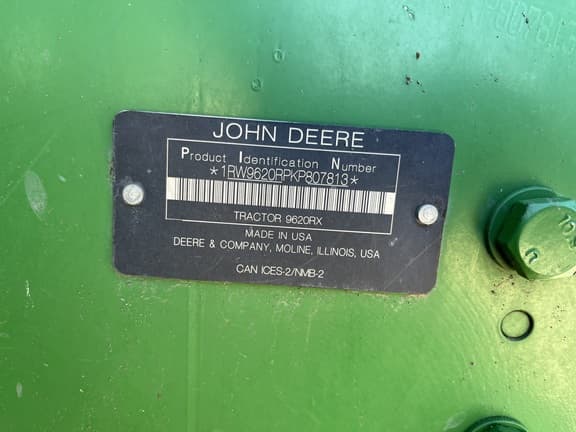 JOHN DEERE
Product Identification Number
*1RW9620RPKP807813*
TRACTOR 9620RX
MADE IN USA
DEERE & COMPANY, MOLINE, ILLINOIS, USA
CAN ICES-2/NMB-2